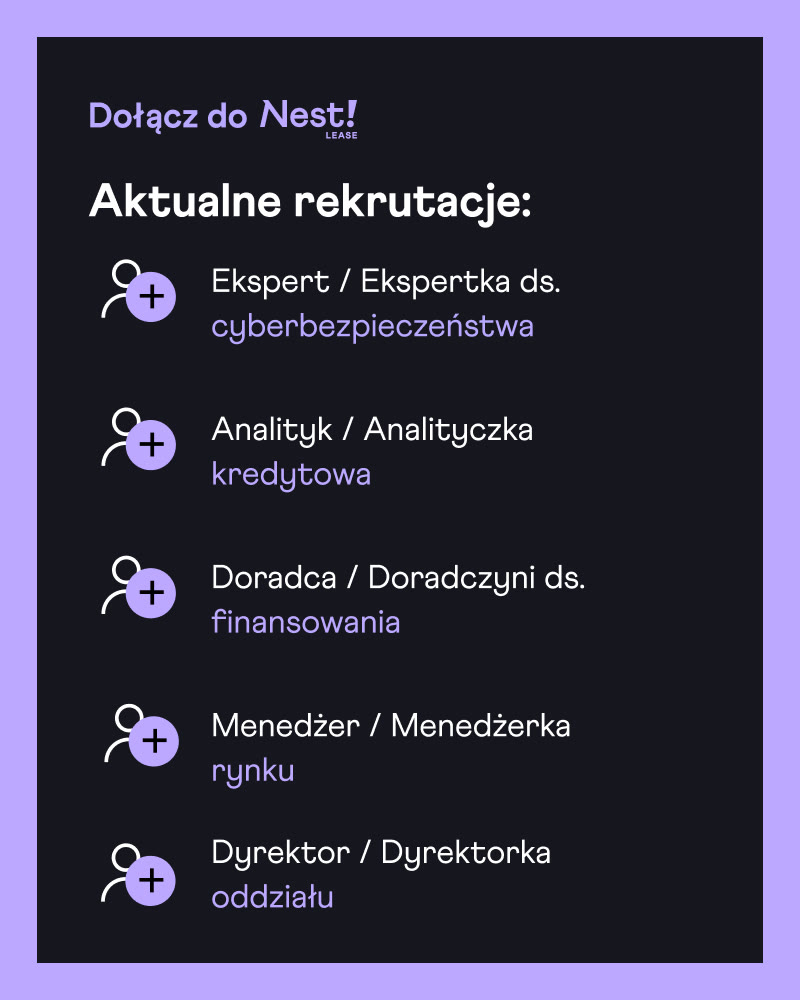 Dołącz do Nest!
LEASE
Aktualne rekrutacje:
Ekspert / Ekspertka ds.
cyberbezpieczeństwa
Analityk / Analityczka
kredytowa
Doradca / Doradczyni ds.
finansowania
Menedżer / Menedżerka
rynku
Dyrektor / Dyrektorka
oddziału